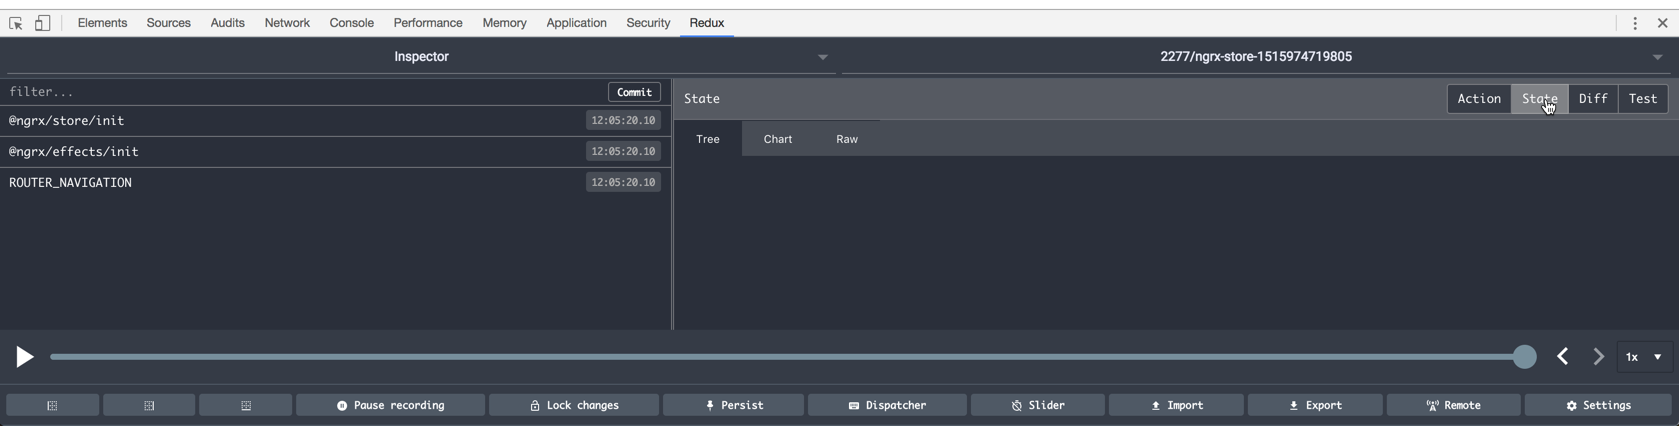 Elements Sources Audits Network Console Performance Memory Application Security Redux
Inspector 2277/ngrx-store-1515974719805
filter... Commit
State Action State Diff Test
@ngrx/store/init 12:05:20.10
Tree Chart Raw
@ngrx/effects/init 12:05:20.10
ROUTER_NAVIGATION 12:05:20.10
1x
Pause recording Lock changes Persist Dispatcher Slider Import Export Remote Settings